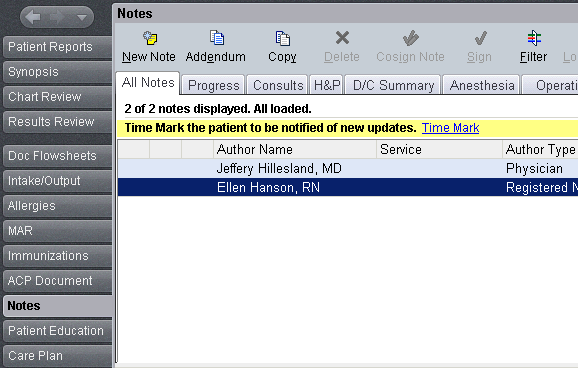 Notes
Patient Reports
Synopsis
Chart Review
Results Review
Doc Flowsheets
Intake/Output
Allergies
MAR
Immunizations
ACP Document
Notes
Patient Education
Care Plan
New Note Addendum Copy Delete Cosign Note Sign Filter Lo
All Notes Progress Consults H&P D/C Summary Anesthesia Operati
2 of 2 notes displayed. All loaded.
Time Mark the patient to be notified of new updates. Time Mark
Author Name Service Author Type
Jeffery Hillesland, MD Physician
Ellen Hanson, RN Registered N